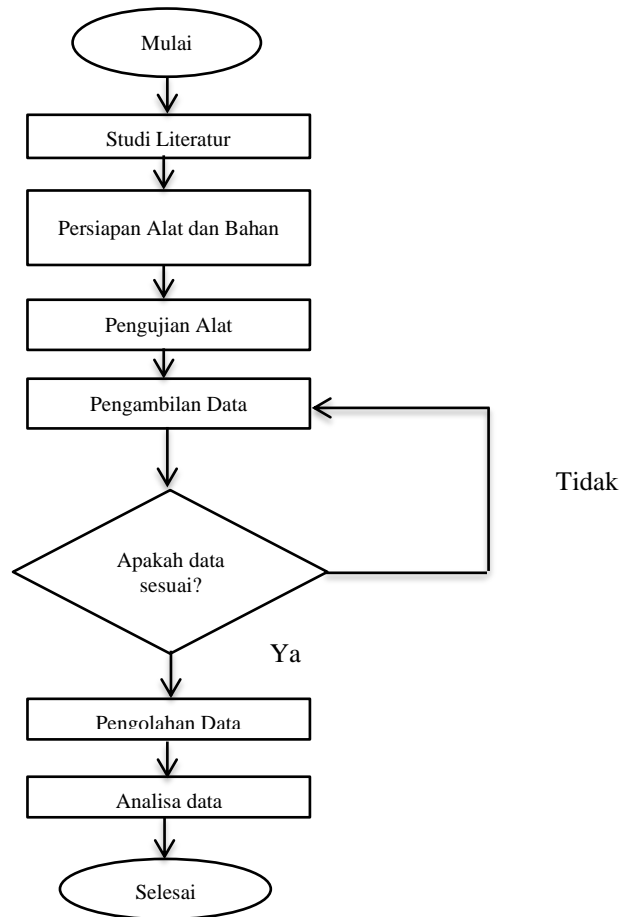 Mulai
Studi Literatur
Persiapan Alat dan Bahan
Pengujian Alat
Pengambilan Data
Tidak
Apakah data
sesuai?
Ya
Pengolahan Data
Analisa data
Selesai